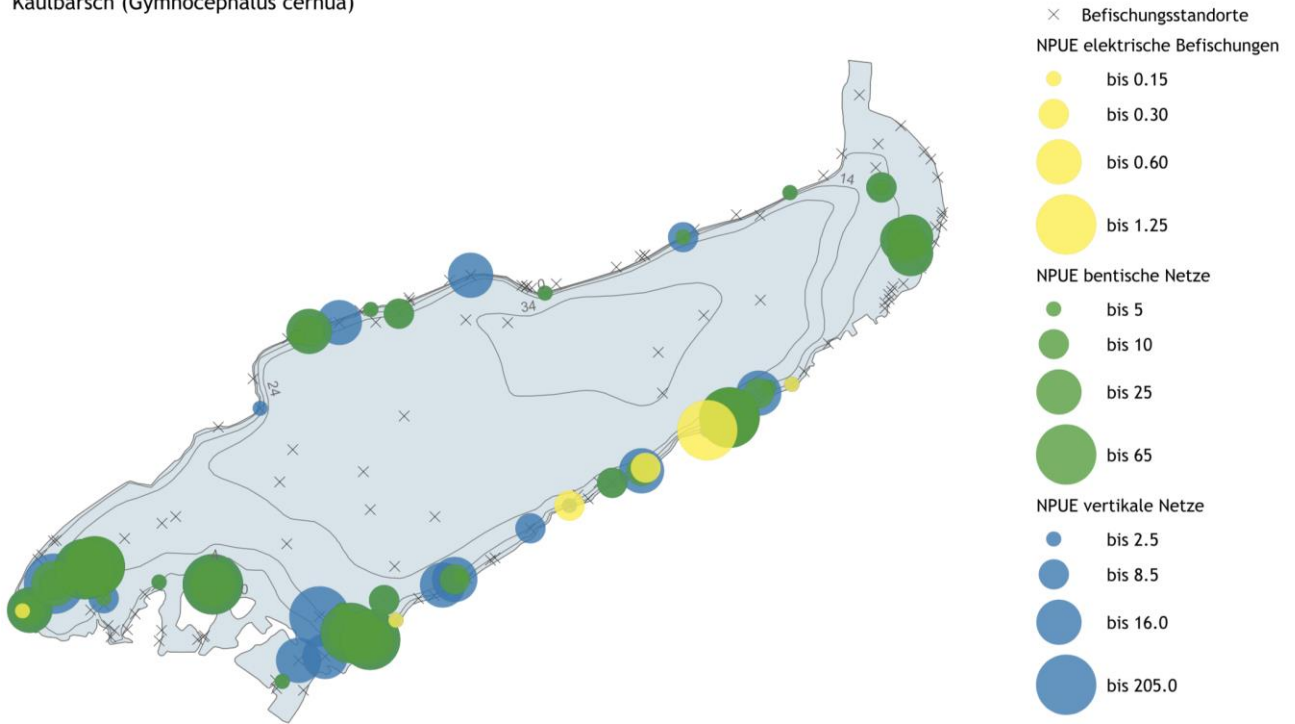 Kaulbarsch (Gymnocephalus cernua)
Befischungsstandorte
NPUE elektrische Befischungen
bis 0.15
bis 0.30
bis 0.60
bis 1.25
NPUE bentische Netze
bis 5
bis 10
bis 25
bis 65
NPUE vertikale Netze
bis 2.5
bis 8.5
bis 16.0
bis 205.0
14
34
24